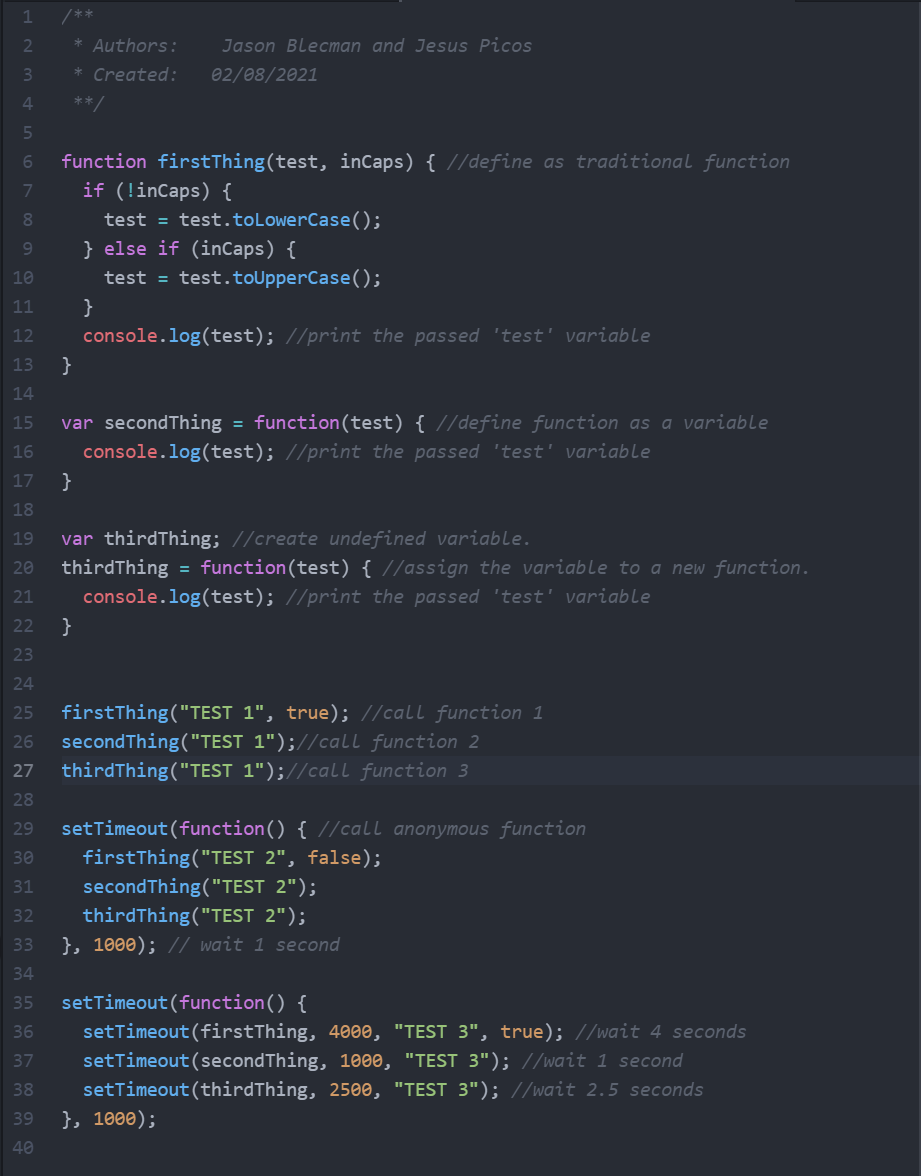 1 /**
2  * Authors:    Jason Blecman and Jesus Picos
3  * Created:   02/08/2021
4  **/
5
6 function firstThing(test, inCaps) { //define as traditional function
7   if (!inCaps) {
8     test = test.toLowerCase();
9   } else if (inCaps) {
10     test = test.toUpperCase();
11   }
12   console.log(test); //print the passed 'test' variable
13 }
14
15 var secondThing = function(test) { //define function as a variable
16   console.log(test); //print the passed 'test' variable
17 }
18
19 var thirdThing; //create undefined variable.
20 thirdThing = function(test) { //assign the variable to a new function.
21   console.log(test); //print the passed 'test' variable
22 }
23
24
25 firstThing("TEST 1", true); //call function 1
26 secondThing("TEST 1");//call function 2
27 thirdThing("TEST 1");//call function 3
28
29 setTimeout(function() { //call anonymous function
30   firstThing("TEST 2", false);
31   secondThing("TEST 2");
32   thirdThing("TEST 2");
33 }, 1000); // wait 1 second
34
35 setTimeout(function() {
36   setTimeout(firstThing, 4000, "TEST 3", true); //wait 4 seconds
37   setTimeout(secondThing, 1000, "TEST 3"); //wait 1 second
38   setTimeout(thirdThing, 2500, "TEST 3"); //wait 2.5 seconds
39 }, 1000);
40